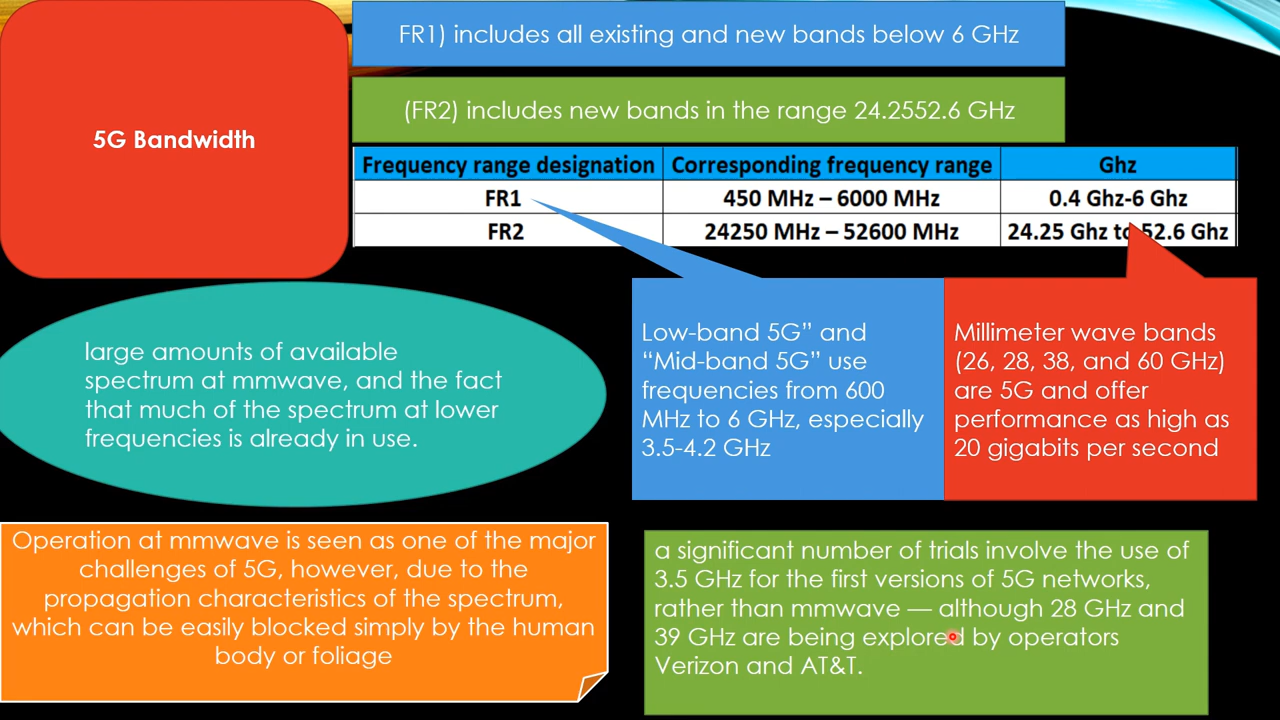 FR1) includes all existing and new bands below 6 GHz
5G Bandwidth
(FR2) includes new bands in the range 24.2552.6 GHz
Frequency range designation Corresponding frequency range Ghz
FR1 450 MHz – 6000 MHz 0.4 Ghz-6 Ghz
FR2 24250 MHz – 52600 MHz 24.25 Ghz to 52.6 Ghz
large amounts of available
spectrum at mmwave, and the fact
that much of the spectrum at lower
frequencies is already in use.
Low-band 5G” and
“Mid-band 5G” use
frequencies from 600
MHz to 6 GHz, especially
3.5-4.2 GHz
Millimeter wave bands
(26, 28, 38, and 60 GHz)
are 5G and offer
performance as high as
20 gigabits per second
Operation at mmwave is seen as one of the major
challenges of 5G, however, due to the
propagation characteristics of the spectrum,
which can be easily blocked simply by the human
body or foliage
a significant number of trials involve the use of
3.5 GHz for the first versions of 5G networks,
rather than mmwave — although 28 GHz and
39 GHz are being explored by operators
Verizon and AT&T.